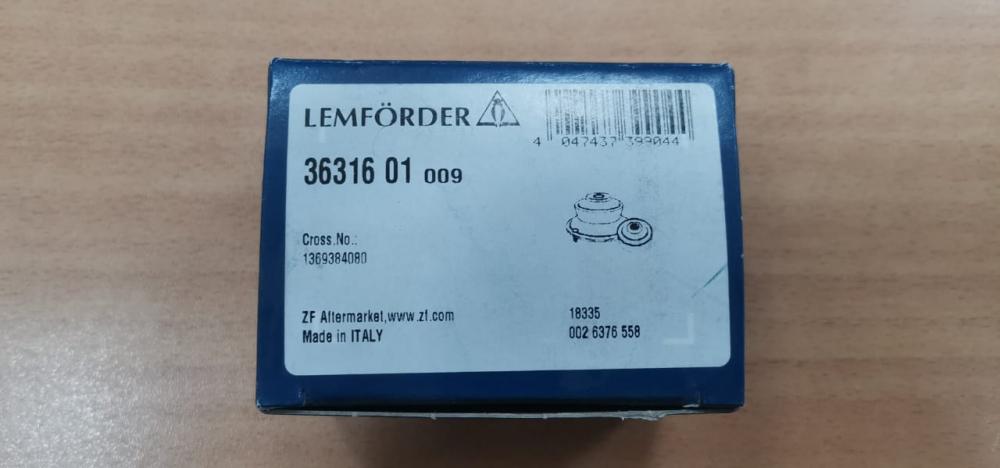 LEMFÖRDER
4 047437 399044
36316 01 009
Cross.No.:
1369384080
ZF Aftermarket,www.zf.com
Made in ITALY
18335
002 6376 558